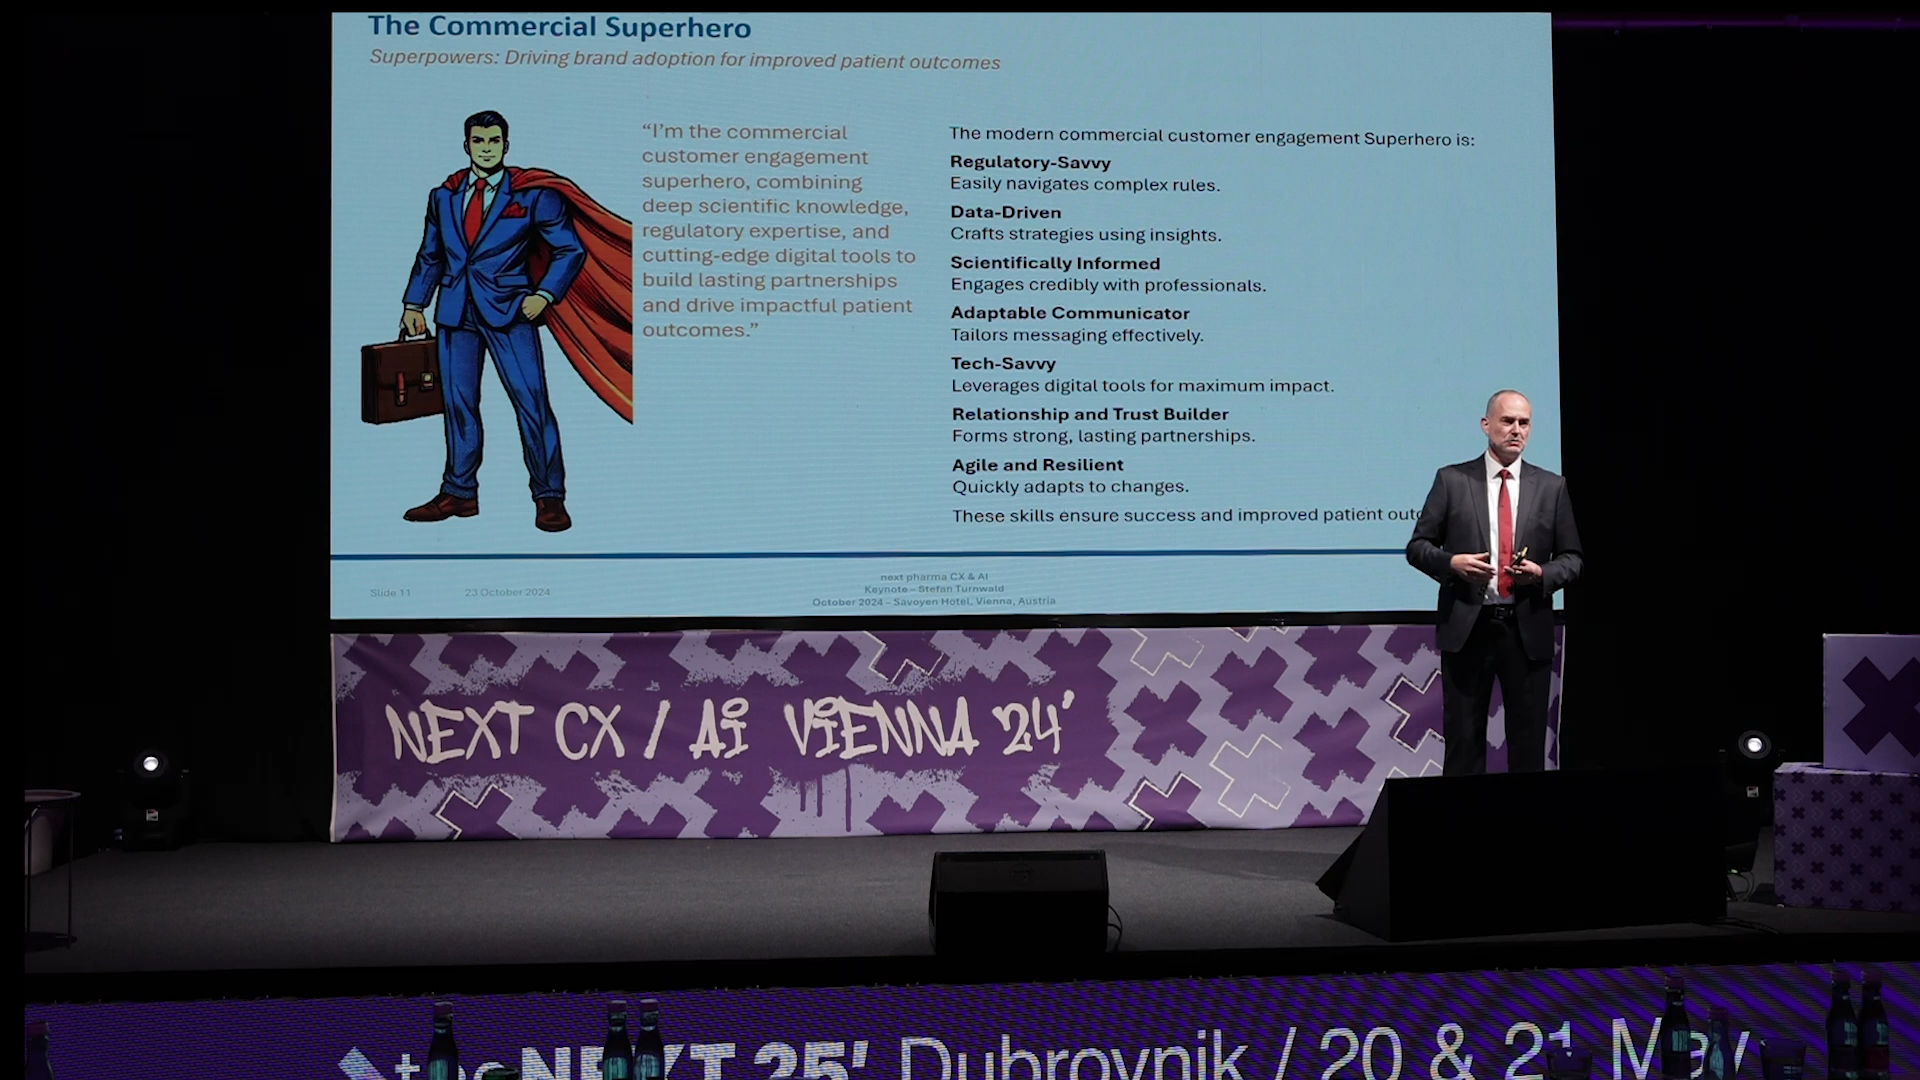 The Commercial Superhero
Superpowers: Driving brand adoption for improved patient outcomes
“I’m the commercial
customer engagement
superhero, combining
deep scientific knowledge,
regulatory expertise, and
cutting-edge digital tools to
build lasting partnerships
and drive impactful patient
outcomes.”
The modern commercial customer engagement Superhero is:
Regulatory-Savvy
Easily navigates complex rules.
Data-Driven
Crafts strategies using insights.
Scientifically Informed
Engages credibly with professionals.
Adaptable Communicator
Tailors messaging effectively.
Tech-Savvy
Leverages digital tools for maximum impact.
Relationship and Trust Builder
Forms strong, lasting partnerships.
Agile and Resilient
Quickly adapts to changes.
These skills ensure success and improved patient
Slide 11
23 October 2024
next pharma CX & AI
Keynote – Stefan Turnwald
October 2024 – Savoyen Hotel, Vienna, Austria
NEXT CX / Ai ViENNA 24'
NEXT 25' Dubrovnik / 20 & 21 May